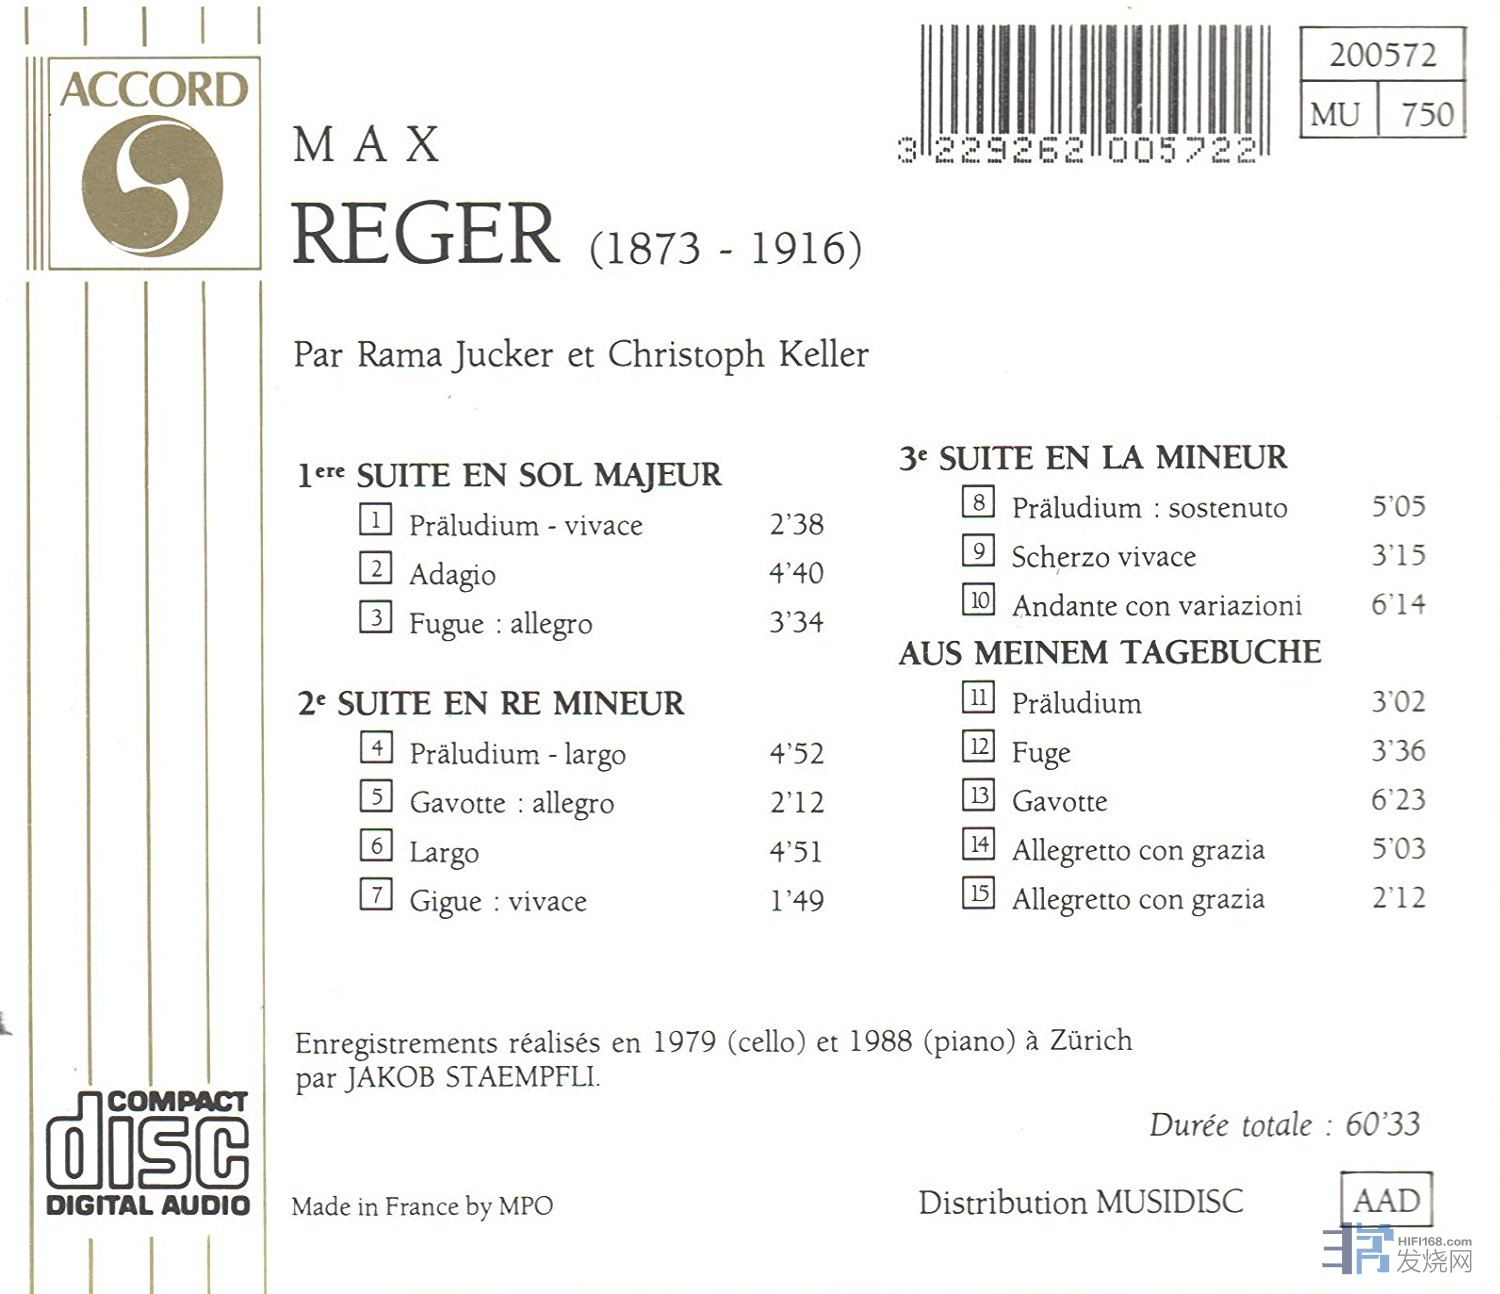 ACCORD
MAX
REGER (1873 - 1916)
Par Rama Jucker et Christoph Keller
3 229262 005722
200572
MU 750
1ere SUITE EN SOL MAJEUR
1 Präludium - vivace 2'38
2 Adagio 4'40
3 Fugue : allegro 3'34
2e SUITE EN RE MINEUR
4 Präludium - largo 4'52
5 Gavotte : allegro 2'12
6 Largo 4'51
7 Gigue : vivace 1'49
3e SUITE EN LA MINEUR
8 Präludium : sostenuto 5'05
9 Scherzo vivace 3'15
10 Andante con variazioni 6'14
AUS MEINEM TAGEBUCHE
11 Präludium 3'02
12 Fuge 3'36
13 Gavotte 6'23
14 Allegretto con grazia 5'03
15 Allegretto con grazia 2'12
Enregistrements réalisés en 1979 (cello) et 1988 (piano) à Zürich
par JAKOB STAEMPFLI.
Durée totale : 60'33
COMPACT
disc
DIGITAL AUDIO
Made in France by MPO
Distribution MUSIDISC
AAD
HIFI168.com
发烧网